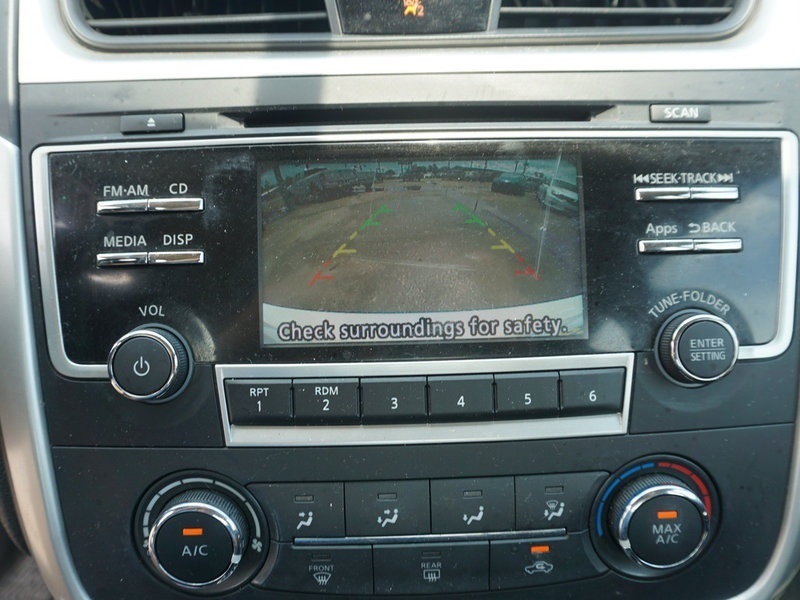 SCAN
FM·AM CD
SEEK·TRACK
MEDIA DISP
Apps BACK
VOL
TUNE·FOLDER
Check surroundings for safety.
ENTER
SETTING
RPT
1
RDM
2
3
4
5
6
A/C
MAX
A/C
FRONT
REAR